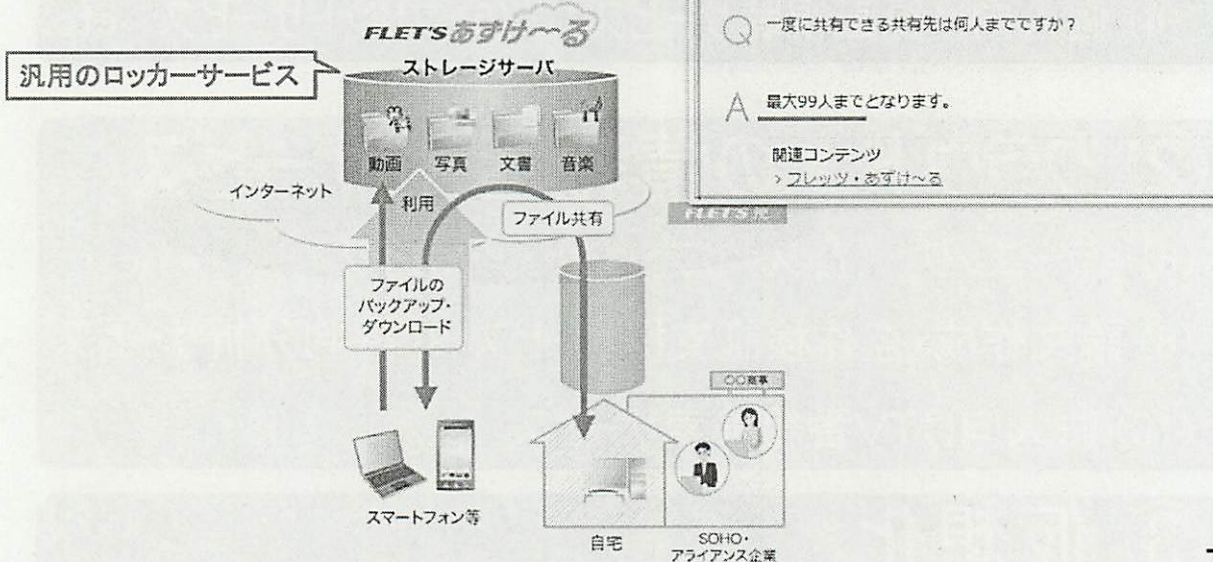 FLET'S あずけ〜る
汎用のロッカーサービス
ストレージサーバ
動画 写真 文書 音楽
インターネット
利用
ファイル共有
ファイルの
バックアップ・
ダウンロード
スマートフォン等
自宅
〇〇商事
SOHO・
アライアンス企業
Q 一度に共有できる共有先は何人までですか？
A 最大99人までとなります。
関連コンテンツ
› フレッツ・あずけ〜る
FLET'S 光